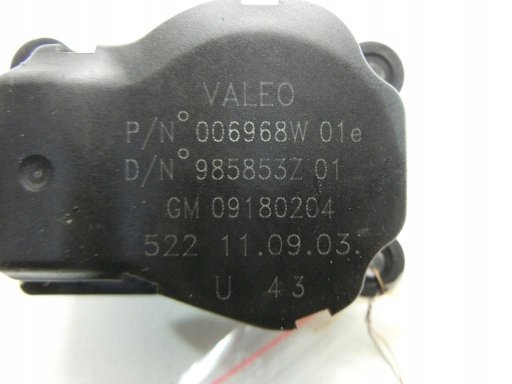 VALEO
P/N° 006968W 01e
D/N° 985853Z 01
GM 09180204
522 11.09.03.
U 43